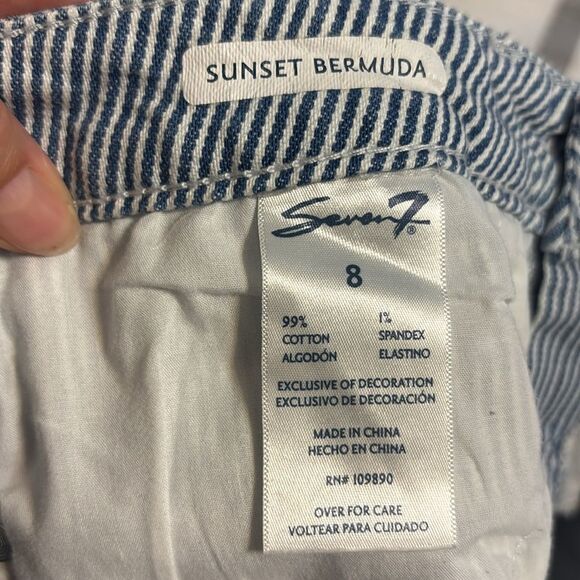 SUNSET BERMUDA
Seven7®
8
99% 1%
COTTON SPANDEX
ALGODÓN ELASTINO
EXCLUSIVE OF DECORATION
EXCLUSIVO DE DECORACIÓN
MADE IN CHINA
HECHO EN CHINA
RN# 109890
OVER FOR CARE
VOLTEAR PARA CUIDADO